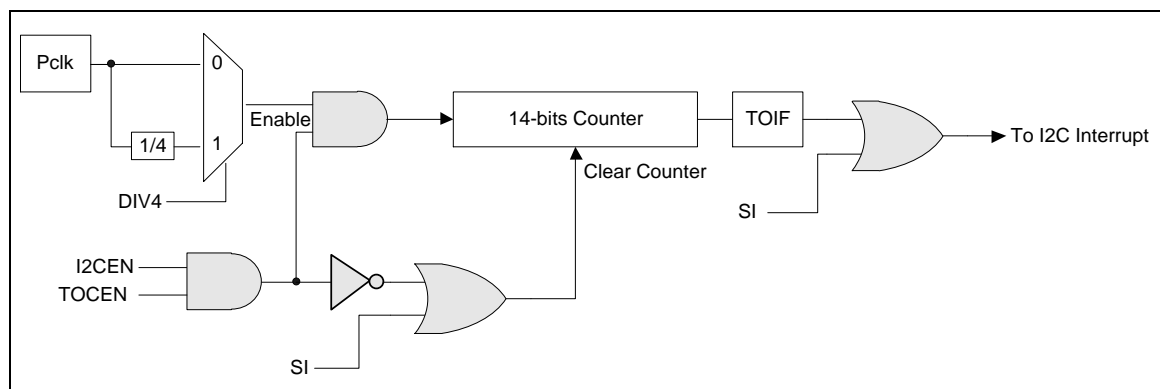 Pclk
0
Enable
14-bits Counter
TOIF
To I2C Interrupt
1/4
1
Clear Counter
DIV4
SI
I2CEN
TOCEN
SI